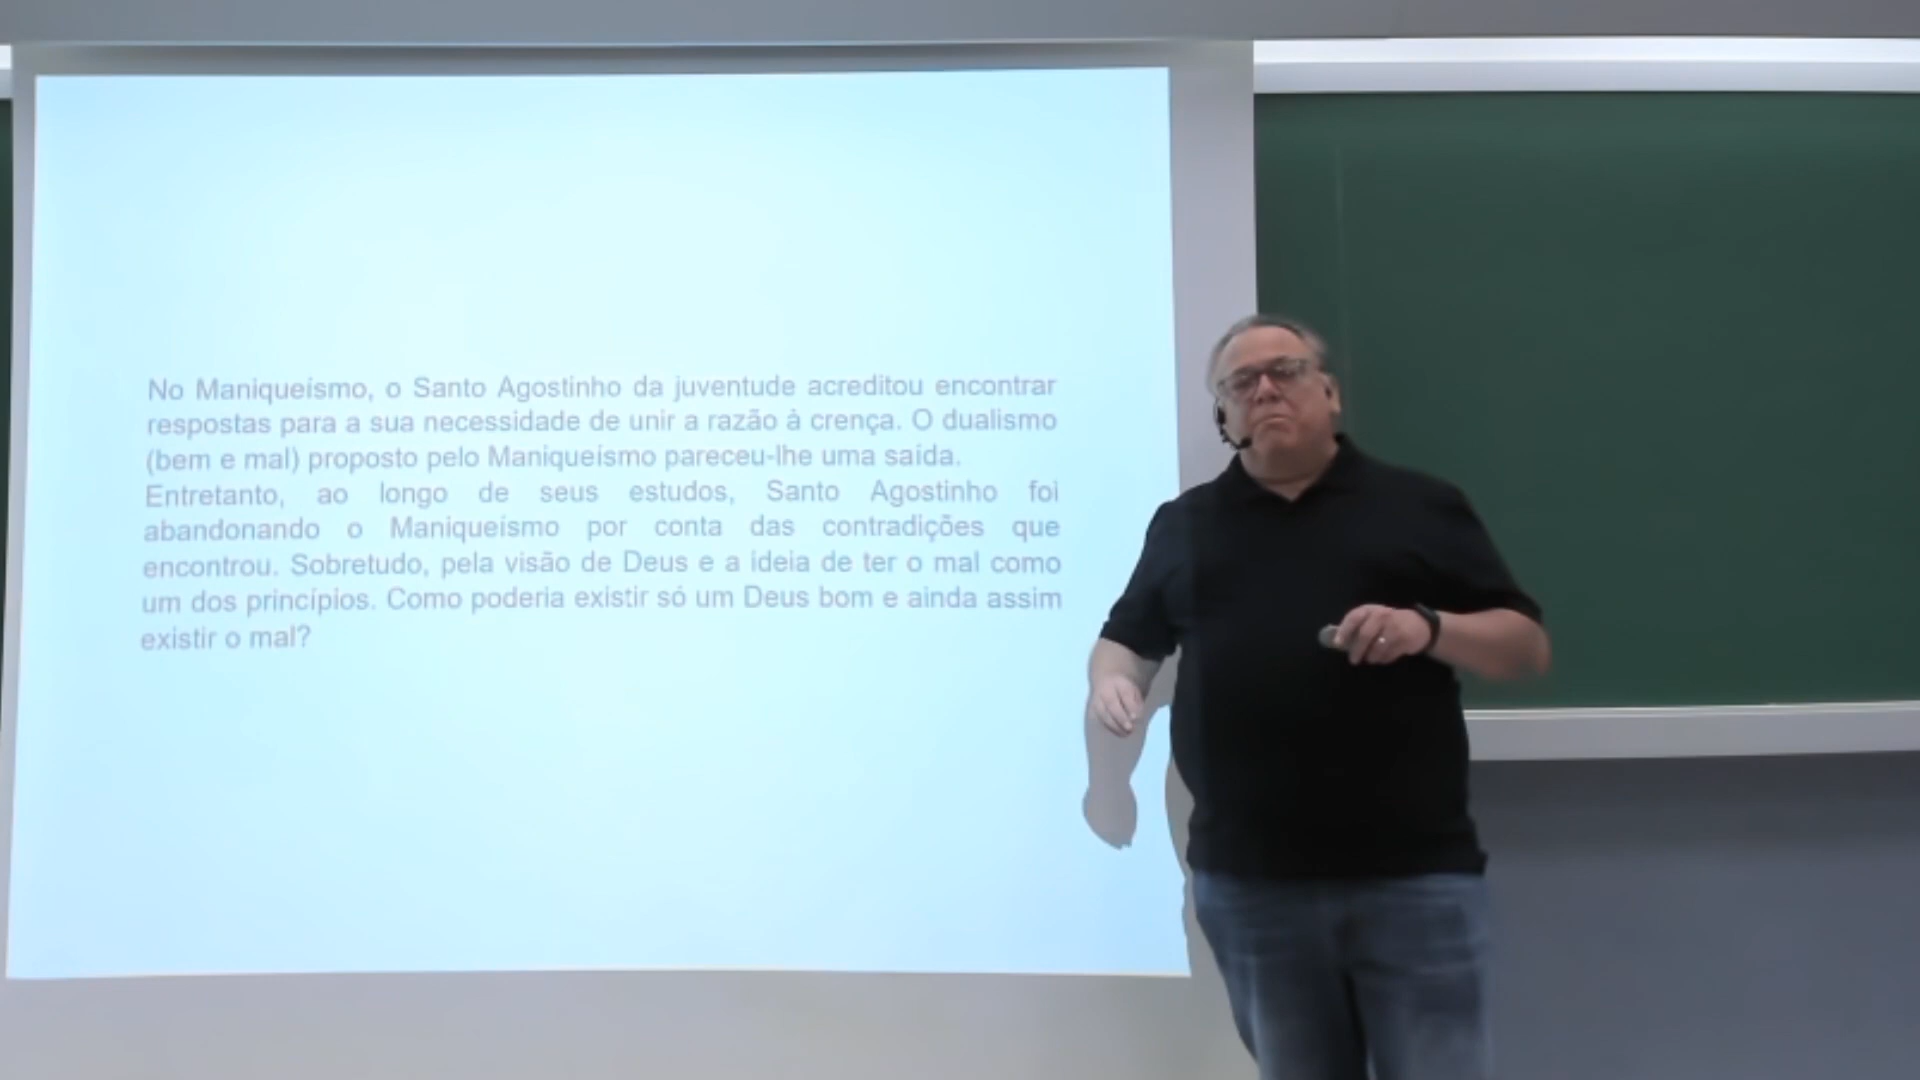 No Maniqueísmo, o Santo Agostinho da juventude acreditou encontrar
respostas para a sua necessidade de unir a razão à crença. O dualismo
(bem e mal) proposto pelo Maniqueísmo pareceu-lhe uma saída.
Entretanto, ao longo de seus estudos, Santo Agostinho foi
abandonando o Maniqueísmo por conta das contradições que
encontrou. Sobretudo, pela visão de Deus e a ideia de ter o mal como
um dos princípios. Como poderia existir só um Deus bom e ainda assim
existir o mal?